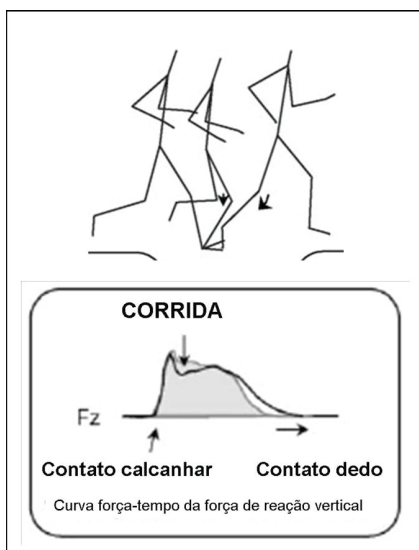 CORRIDA
Fz
Contato calcanhar Contato dedo
Curva força-tempo da força de reação vertical